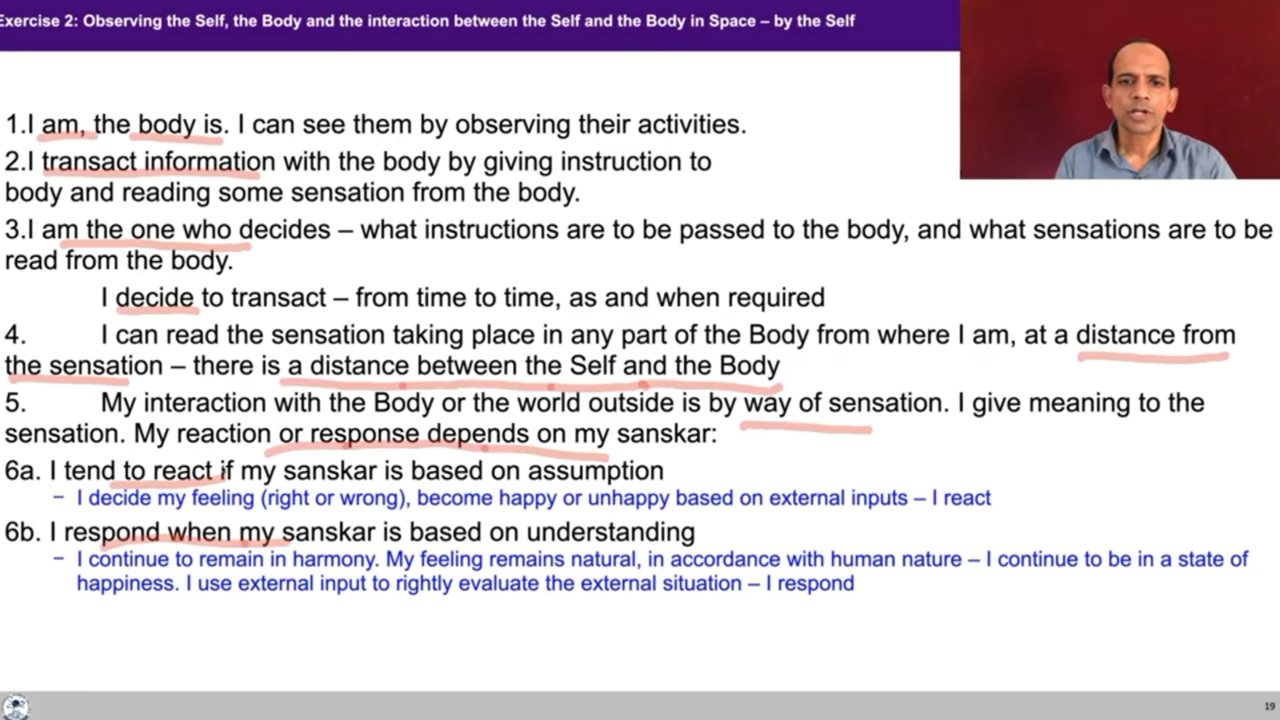 Exercise 2: Observing the Self, the Body and the interaction between the Self and the Body in Space – by the Self
1.I am, the body is. I can see them by observing their activities.
2.I transact information with the body by giving instruction to
body and reading some sensation from the body.
3.I am the one who decides – what instructions are to be passed to the body, and what sensations are to be
read from the body.
I decide to transact – from time to time, as and when required
4. I can read the sensation taking place in any part of the Body from where I am, at a distance from
the sensation – there is a distance between the Self and the Body
5. My interaction with the Body or the world outside is by way of sensation. I give meaning to the
sensation. My reaction or response depends on my sanskar:
6a. I tend to react if my sanskar is based on assumption
– I decide my feeling (right or wrong), become happy or unhappy based on external inputs – I react
6b. I respond when my sanskar is based on understanding
– I continue to remain in harmony. My feeling remains natural, in accordance with human nature – I continue to be in a state of
happiness. I use external input to rightly evaluate the external situation – I respond
19